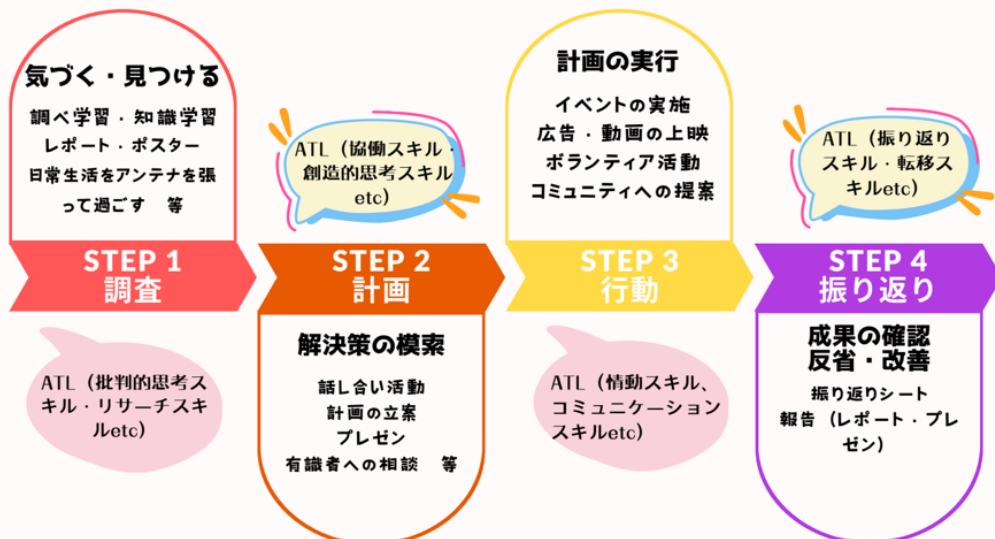 気づく・見つける
調べ学習・知識学習
レポート・ポスター
日常生活をアンテナを張
って過ごす　等
STEP 1
調査
ATL（批判的思考ス
キル・リサーチスキ
ルetc）
ATL（協働スキル・
創造的思考スキル
etc）
STEP 2
計画
解決策の模索
話し合い活動
計画の立案
プレゼン
有識者への相談　等
計画の実行
イベントの実施
広告・動画の上映
ボランティア活動
コミュニティへの提案
STEP 3
行動
ATL（情動スキル、
コミュニケーション
スキルetc）
ATL（振り返り
スキル・転移ス
キルetc）
STEP 4
振り返り
成果の確認
反省・改善
振り返りシート
報告（レポート・プレ
ゼン）